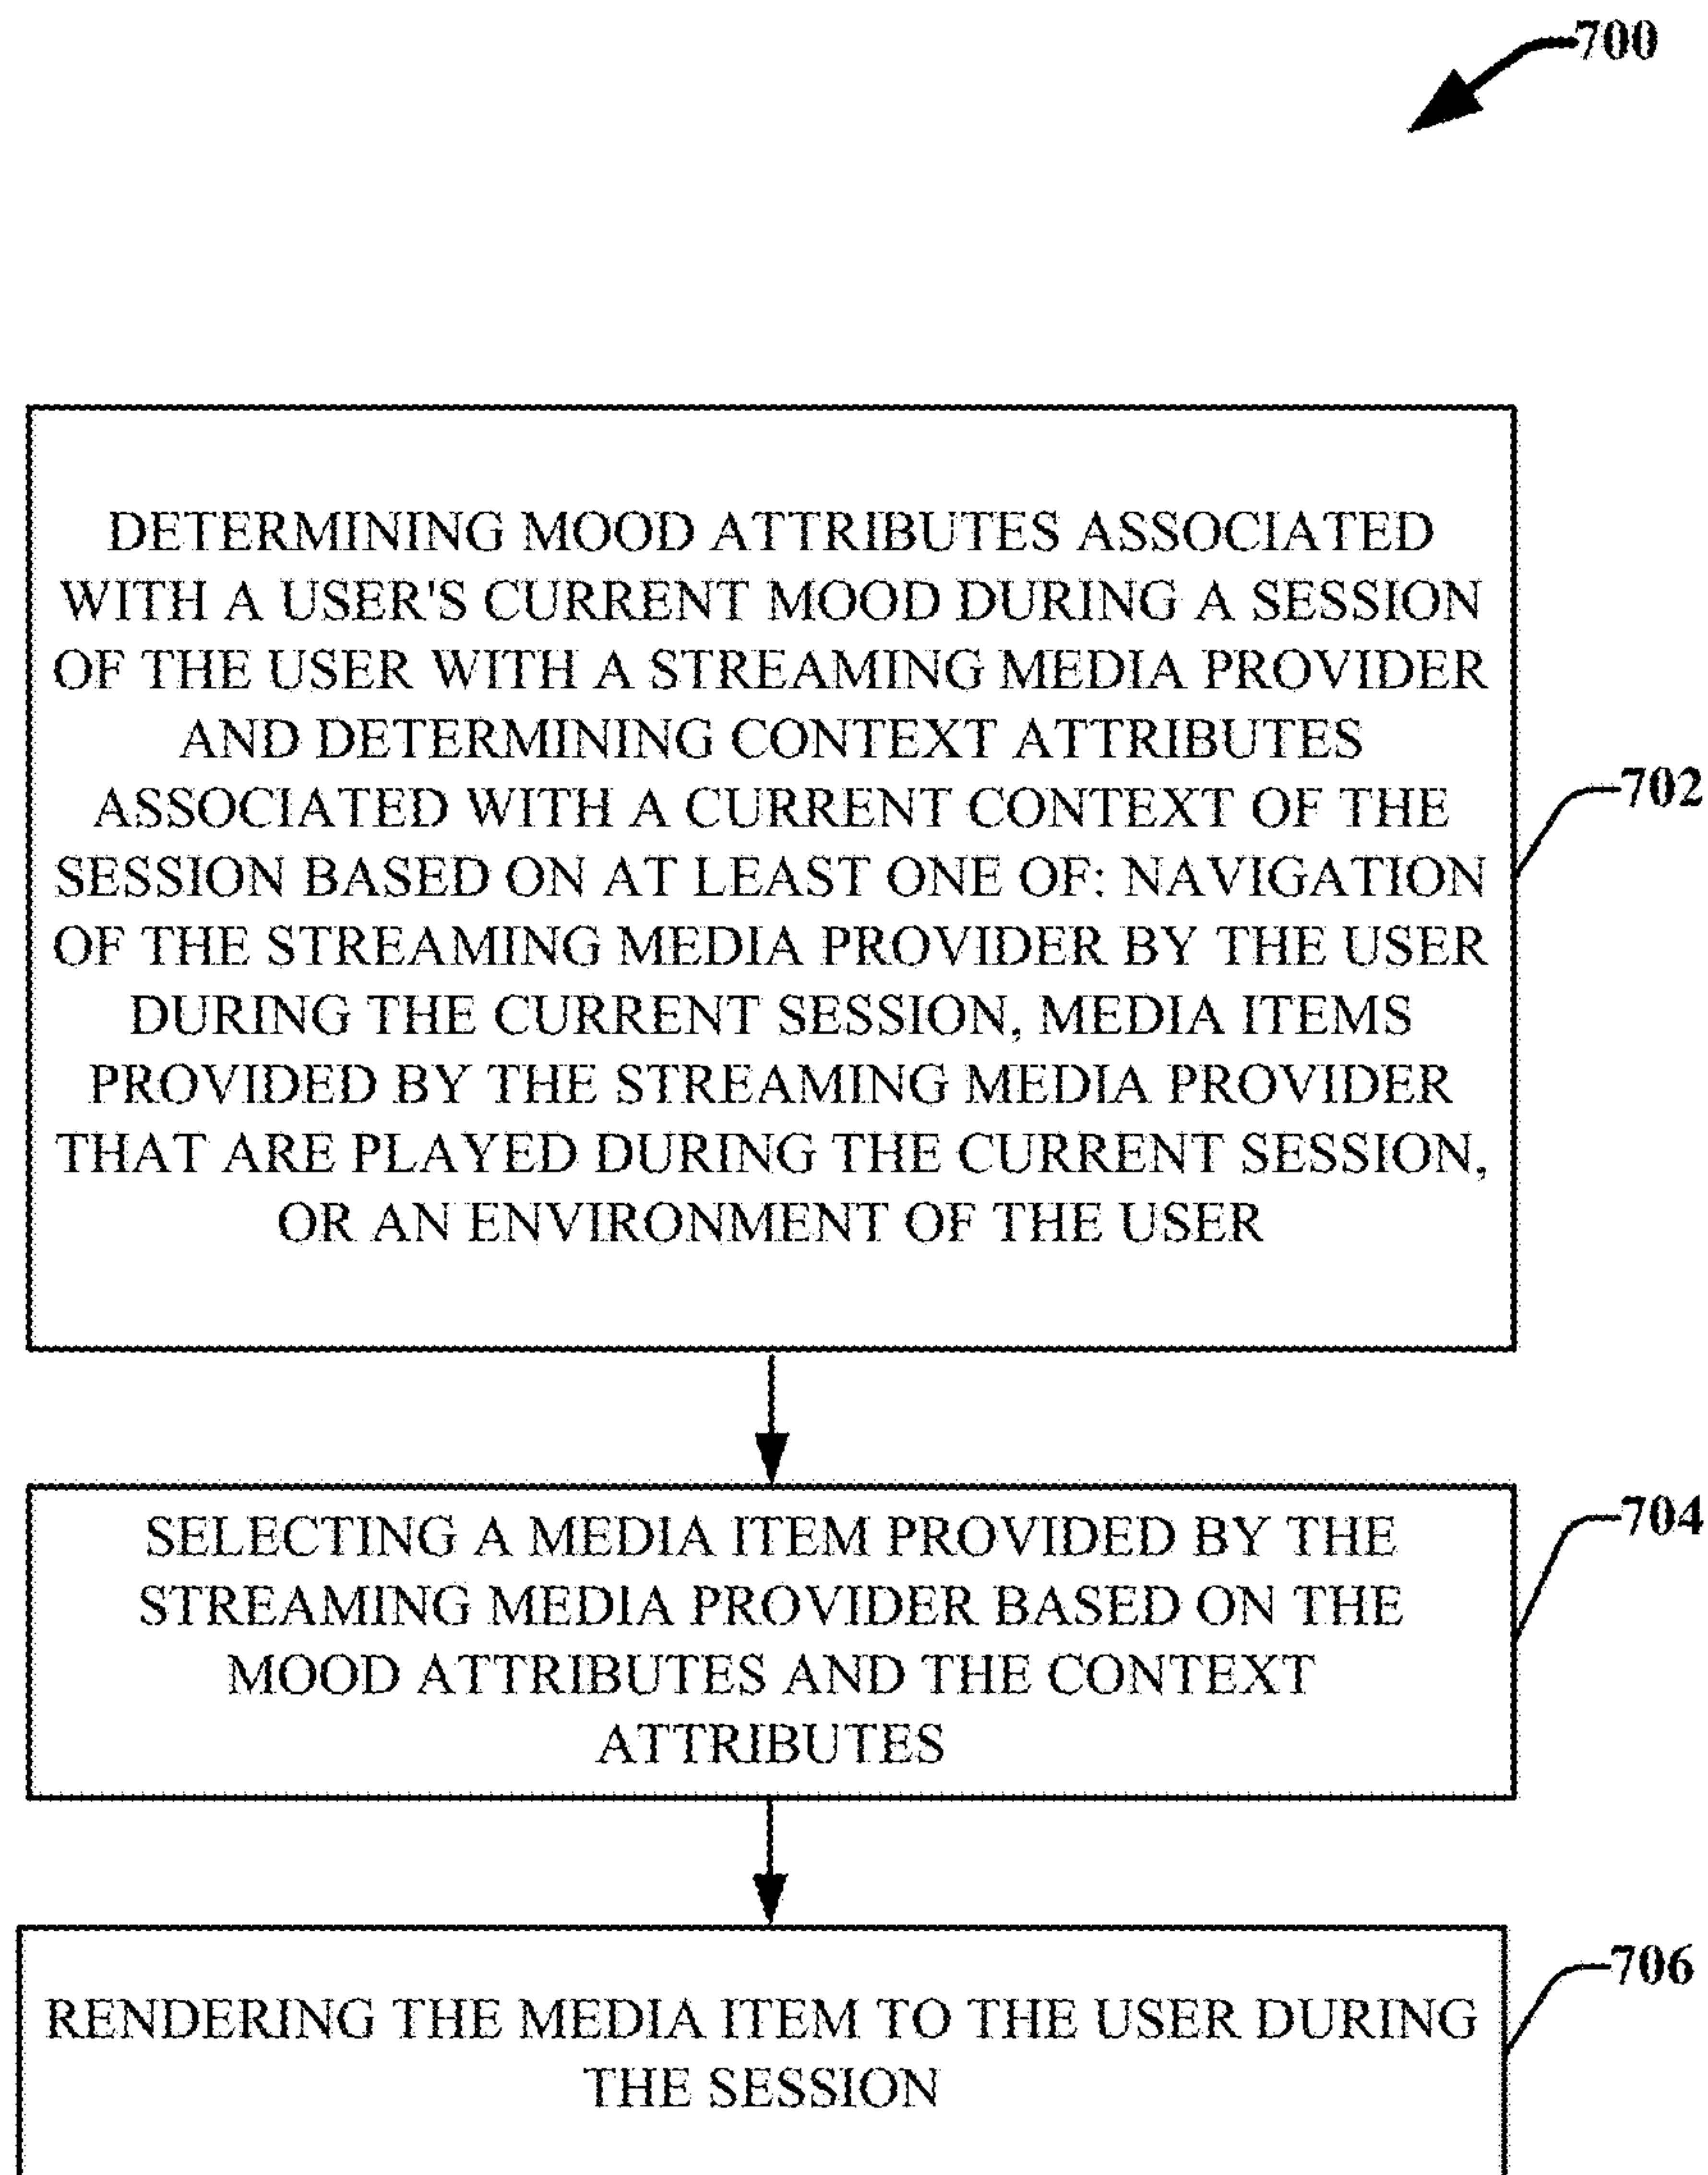 700
DETERMINING MOOD ATTRIBUTES ASSOCIATED
WITH A USER'S CURRENT MOOD DURING A SESSION
OF THE USER WITH A STREAMING MEDIA PROVIDER
AND DETERMINING CONTEXT ATTRIBUTES
ASSOCIATED WITH A CURRENT CONTEXT OF THE
SESSION BASED ON AT LEAST ONE OF: NAVIGATION
OF THE STREAMING MEDIA PROVIDER BY THE USER
DURING THE CURRENT SESSION, MEDIA ITEMS
PROVIDED BY THE STREAMING MEDIA PROVIDER
THAT ARE PLAYED DURING THE CURRENT SESSION,
OR AN ENVIRONMENT OF THE USER
702
SELECTING A MEDIA ITEM PROVIDED BY THE
STREAMING MEDIA PROVIDER BASED ON THE
MOOD ATTRIBUTES AND THE CONTEXT
ATTRIBUTES
704
RENDERING THE MEDIA ITEM TO THE USER DURING
THE SESSION
706